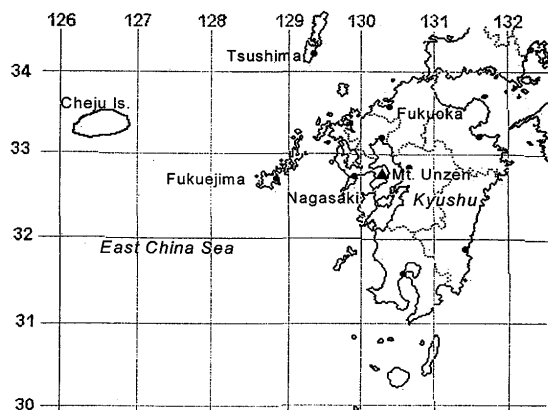 126 127 128 129 130 131 132
Tsushima
34
Cheju Is.
Fukuoka
33
Mt. Unzen
Fukuejima
Nagasaki
Kyushu
32
East China Sea
31
30